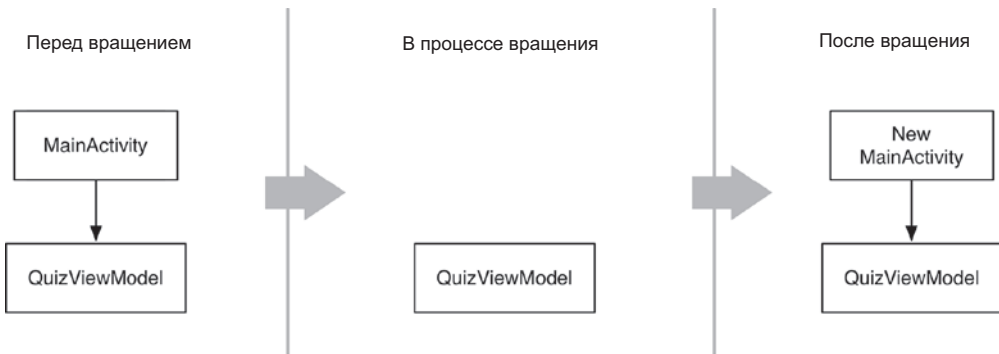 Перед вращением
В процессе вращения
После вращения
MainActivity
New
MainActivity
QuizViewModel
QuizViewModel
QuizViewModel